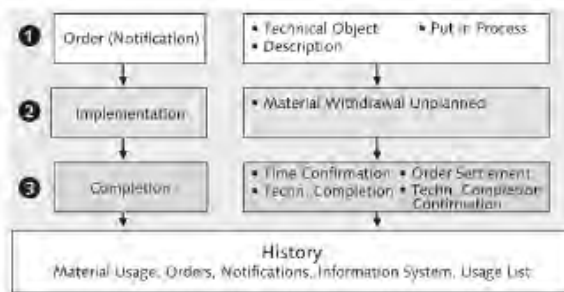 1
Order (Notification)
• Technical Object
• Put in Process
• Description
2
Implementation
• Material Withdrawal Unplanned
3
Completion
• Time Confirmation
• Order Settlement
• Techn. Completion
• Techn. Completion
Confirmation
History
Material Usage, Orders, Notifications, Information System, Usage List